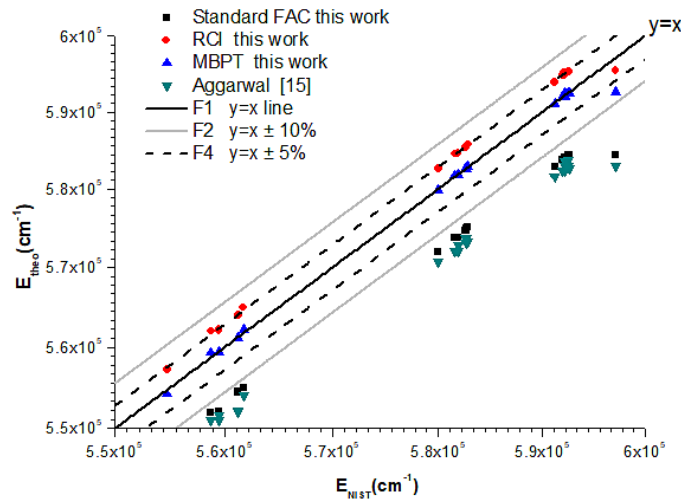 Standard FAC this work
RCI this work
MBPT this work
Aggarwal [15]
F1 y=x line
F2 y=x ± 10%
F4 y=x ± 5%
y=x
6x10⁵
5.9x10⁵
5.8x10⁵
5.7x10⁵
5.6x10⁵
5.5x10⁵
E_theo(cm⁻¹)
5.5x10⁵ 5.6x10⁵ 5.7x10⁵ 5.8x10⁵ 5.9x10⁵ 6x10⁵
E_NIST(cm⁻¹)